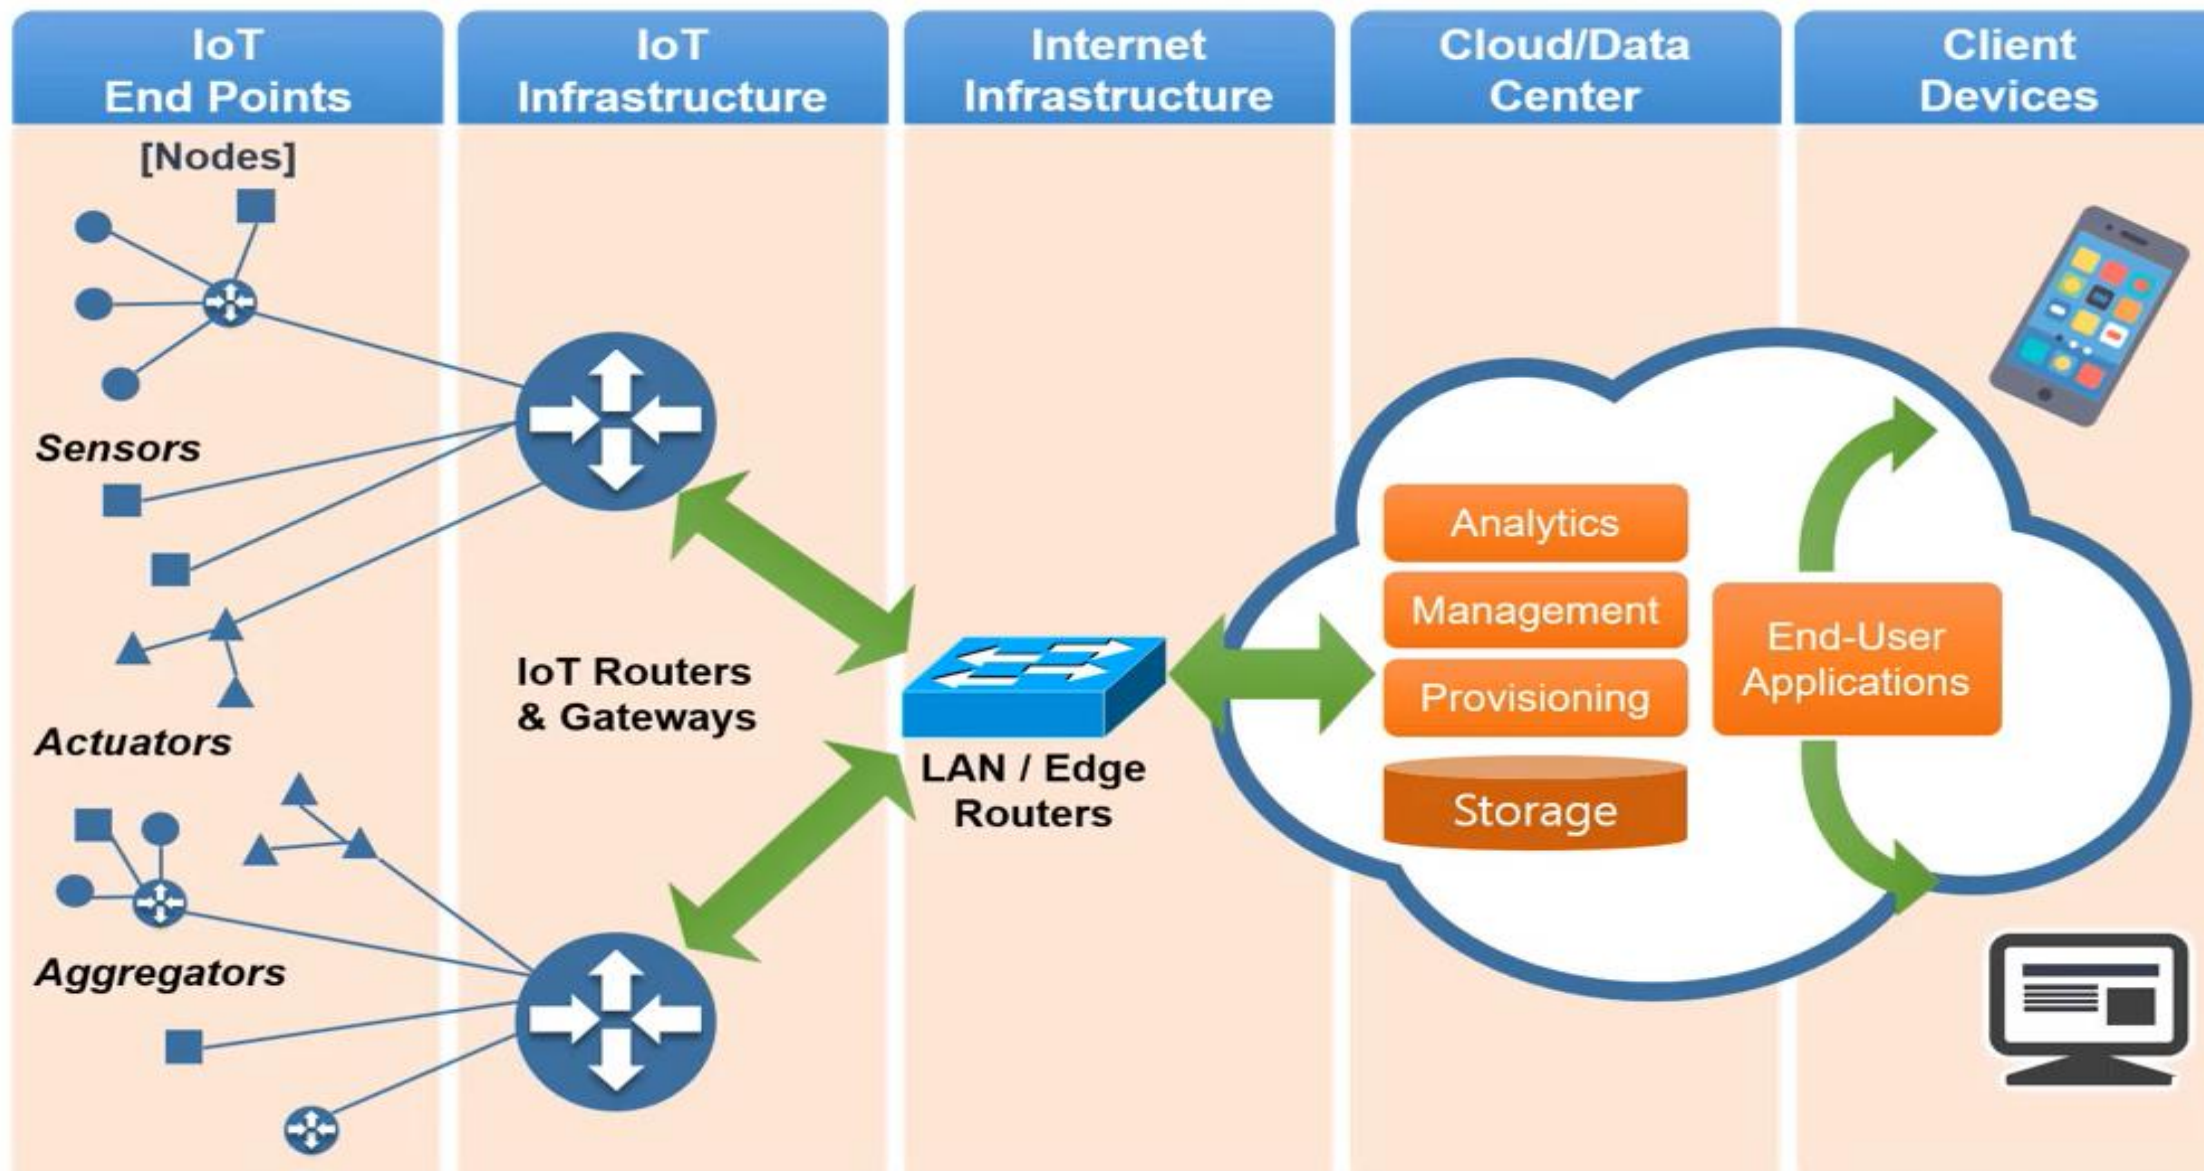 IoT
End Points
IoT
Infrastructure
Internet
Infrastructure
Cloud/Data
Center
Client
Devices
[Nodes]
Sensors
Actuators
Aggregators
IoT Routers
& Gateways
LAN / Edge
Routers
Analytics
Management
Provisioning
Storage
End-User
Applications